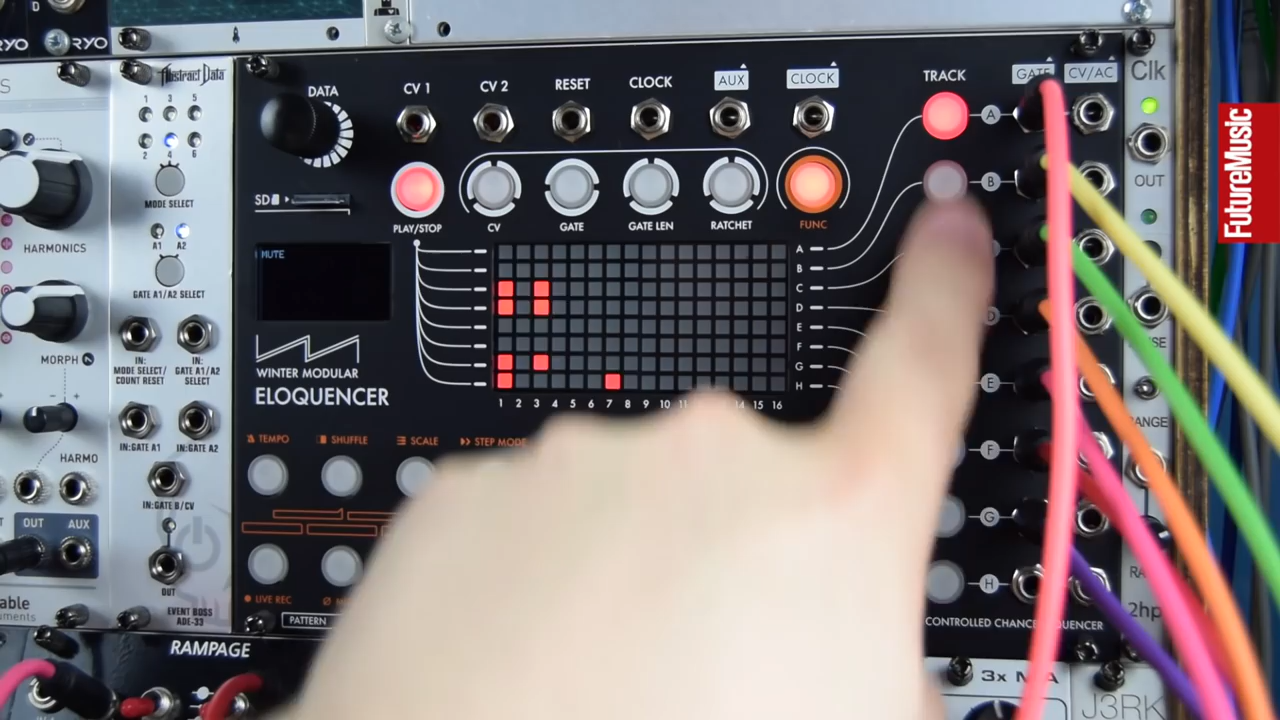 RYO
RYO
D
S
Abstract Data
1 3 5
2 4 6
MODE SELECT
A1 A2
GATE A1/A2 SELECT
IN:
MODE SELECT/
COUNT RESET
IN:
GATE A1/A2
SELECT
IN:GATE A1
IN:GATE A2
IN:GATE B/CV
OUT
EVENT BOSS
ADE-33
HARMONICS
MORPH
HARMO
OUT
AUX
RAMPAGE
DATA
CV 1
CV 2
RESET
CLOCK
AUX
CLOCK
TRACK
GATE
CV/AC
SD
PLAY/STOP
CV
GATE
GATE LEN
RATCHET
FUNC
MUTE
WINTER MODULAR
ELOQUENCER
A
B
C
D
E
F
G
H
1 2 3 4 5 6 7 8 9 10 11 14 15 16
TEMPO
SHUFFLE
SCALE
STEP MODE
LIVE REC
PATTERN
A
B
D
E
F
G
H
CONTROLLED CHANCE
Clk
OUT
2hp
3x
J3RK
FutureMusic